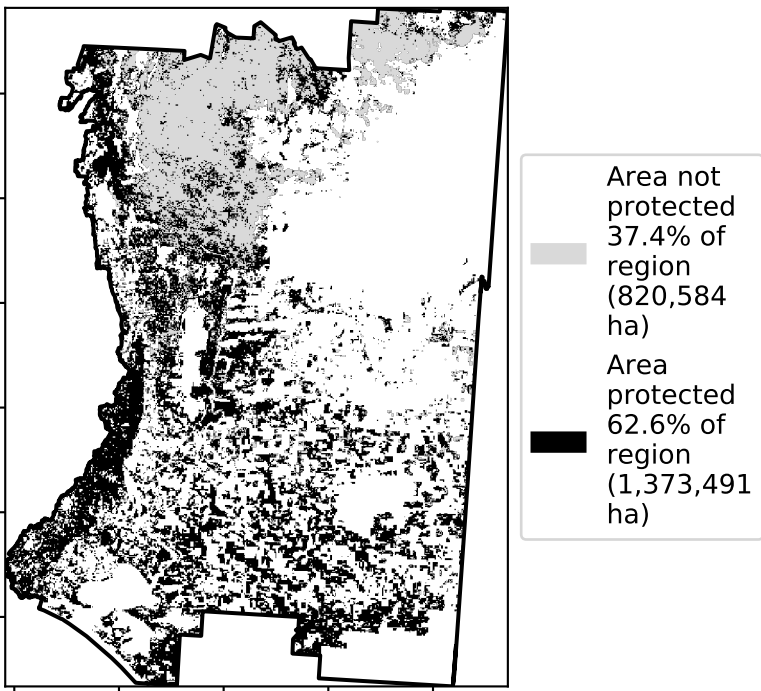 Area not
protected
37.4% of
region
(820,584
ha)
Area
protected
62.6% of
region
(1,373,491
ha)